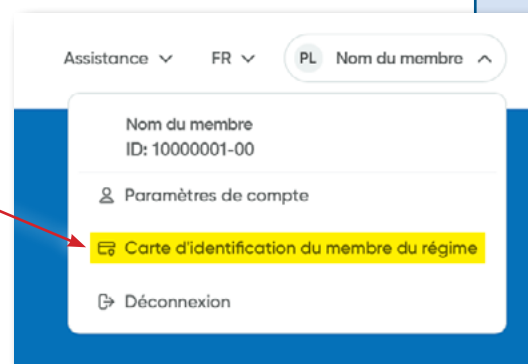 Assistance FR PL Nom du membre
Nom du membre
ID: 10000001-00
Paramètres de compte
Carte d'identification du membre du régime
Déconnexion